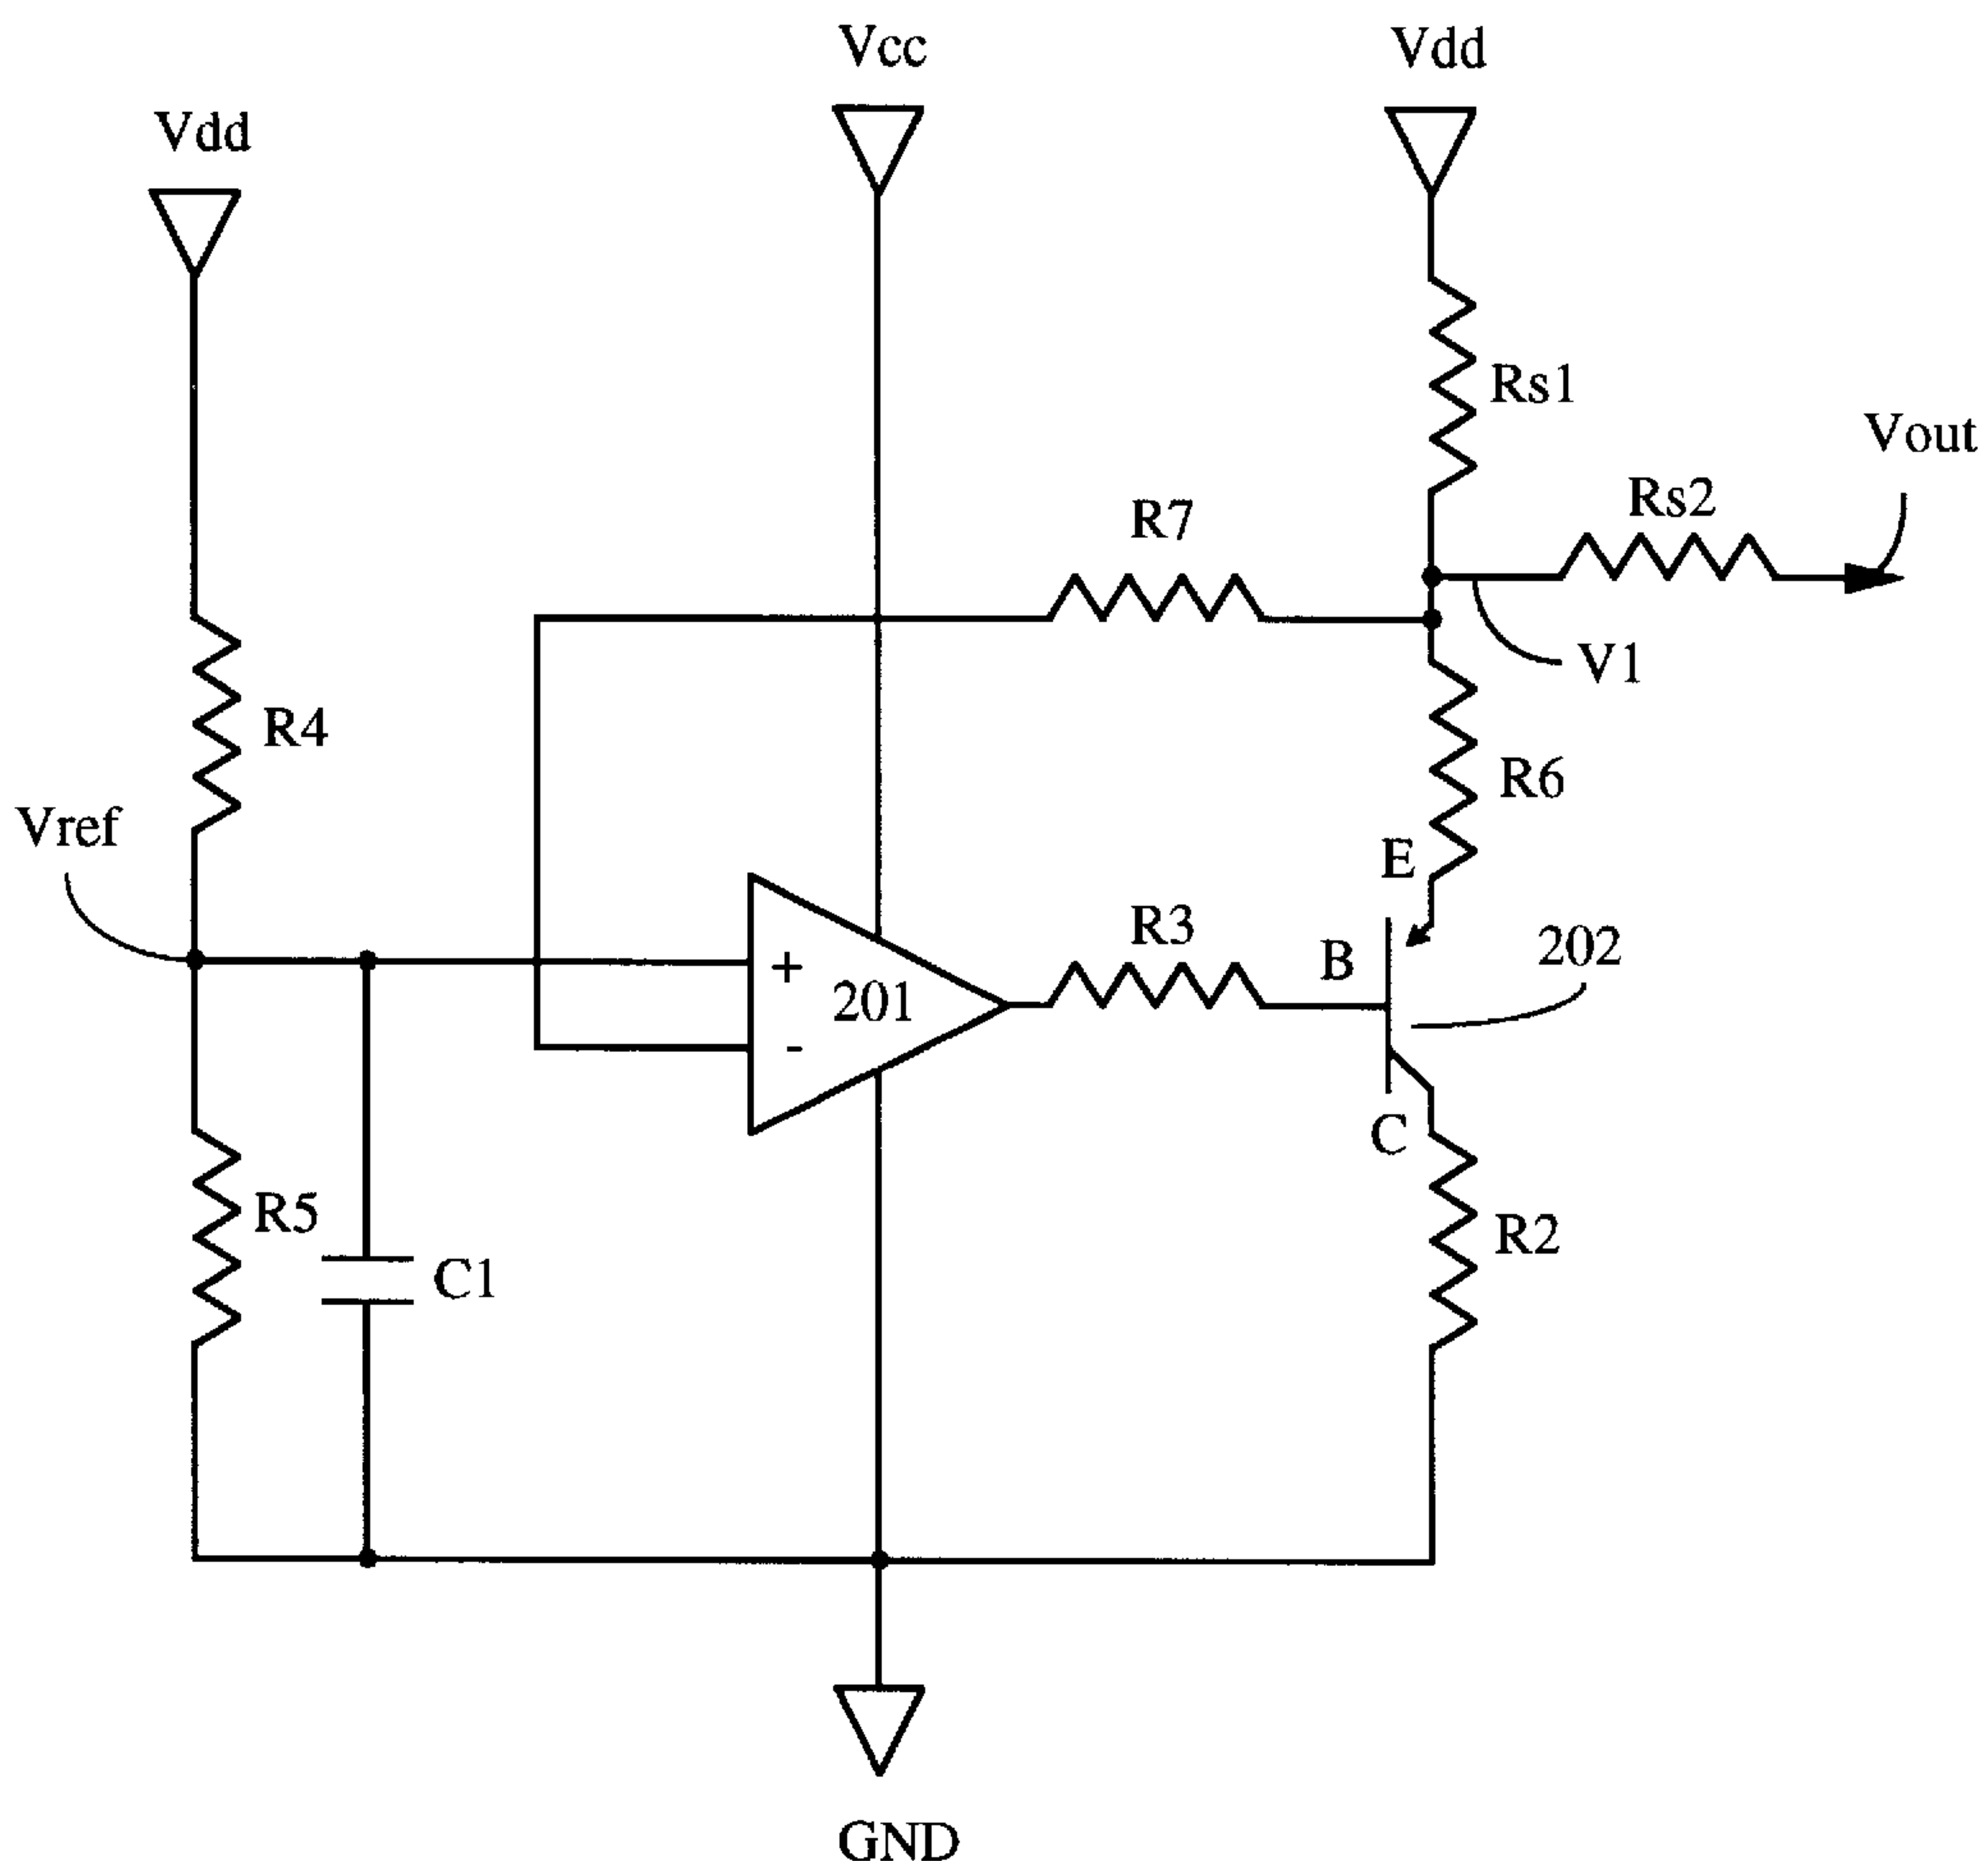 Vcc
Vdd
Vdd
Rs1
Vout
Rs2
R7
V1
R4
R6
Vref
E
R3
B
202
+
201
-
C
R5
R2
C1
GND